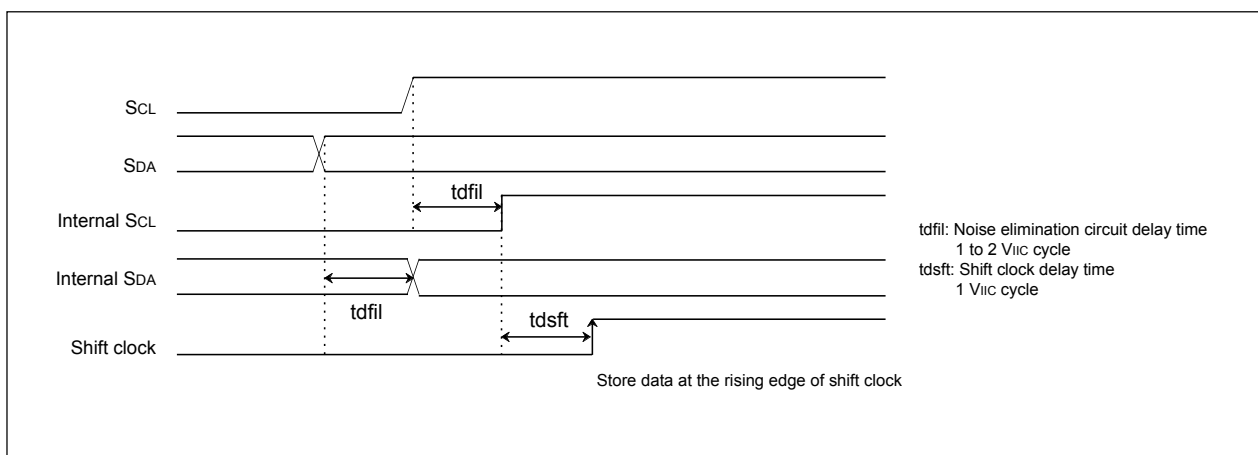 SCL
SDA
tdfil
Internal SCL
tdfil: Noise elimination circuit delay time
1 to 2 VIIC cycle
tdsft: Shift clock delay time
1 VIIC cycle
Internal SDA
tdfil
tdsft
Shift clock
Store data at the rising edge of shift clock